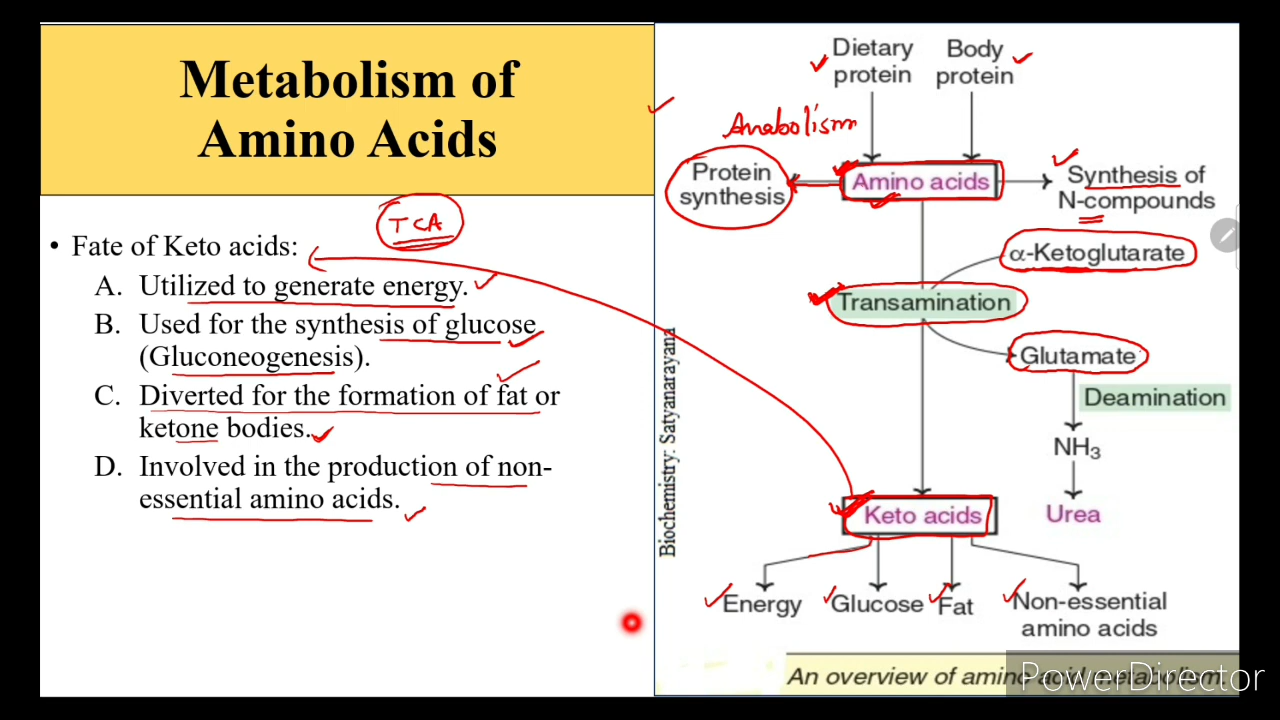 Metabolism of
Amino Acids
TCA
• Fate of Keto acids:
A. Utilized to generate energy.
B. Used for the synthesis of glucose
(Gluconeogenesis).
C. Diverted for the formation of fat or
ketone bodies.
D. Involved in the production of non-
essential amino acids.
Biochemistry: Satyanarayana
Dietary
protein
Body
protein
Anabolism
Protein
synthesis
Amino acids
Synthesis of
N-compounds
α-Ketoglutarate
Transamination
Glutamate
Deamination
NH₃
Urea
Keto acids
Energy
Glucose
Fat
Non-essential
amino acids
An overview of amino acid metabolism.
PowerDirector